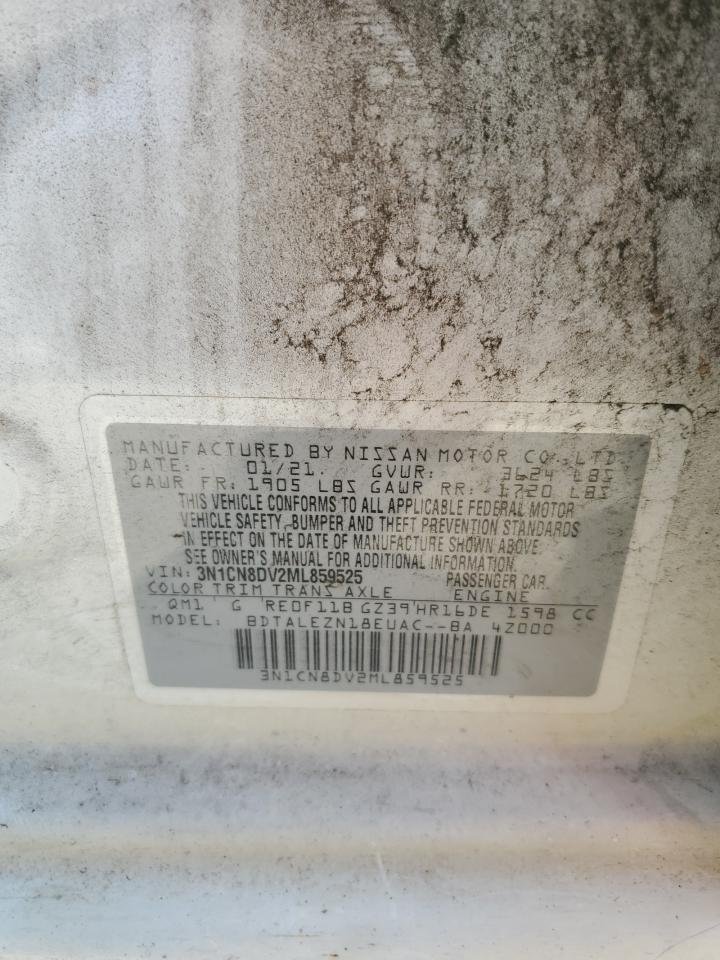 MANUFACTURED BY NISSAN MOTOR CO., LTD.
DATE: 01/21. GVWR: 3624 LBS
GAWR FR: 1905 LBS GAWR RR: 1720 LBS
THIS VEHICLE CONFORMS TO ALL APPLICABLE FEDERAL MOTOR
VEHICLE SAFETY, BUMPER AND THEFT PREVENTION STANDARDS
IN EFFECT ON THE DATE OF MANUFACTURE SHOWN ABOVE.
SEE OWNER'S MANUAL FOR ADDITIONAL INFORMATION.
VIN: 3N1CN8DV2ML859525 PASSENGER CAR.
COLOR TRIM TRANS AXLE ENGINE
QM1 G RE0F11B GZ39 HR16DE 1598 CC
MODEL: BDTALEZN18EUAC--BA 4Z000
3N1CN8DV2ML859525